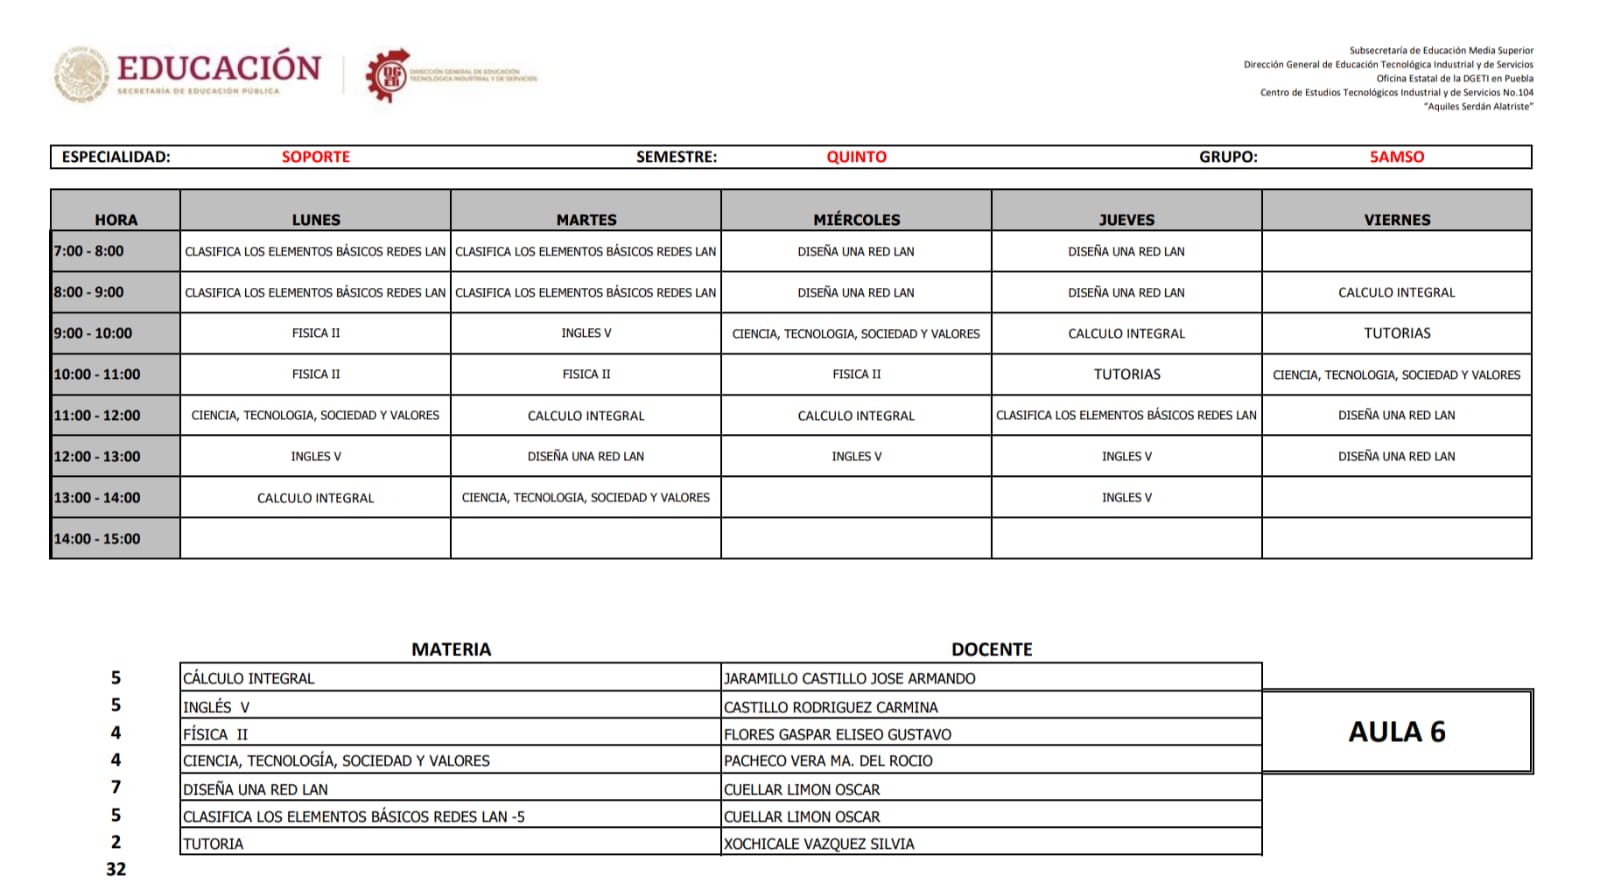 EDUCACIÓN
SECRETARÍA DE EDUCACIÓN PÚBLICA
DGETI
DIRECCIÓN GENERAL DE EDUCACIÓN
TECNOLÓGICA INDUSTRIAL Y DE SERVICIOS
Subsecretaría de Educación Media Superior
Dirección General de Educación Tecnológica Industrial y de Servicios
Oficina Estatal de la DGETI en Puebla
Centro de Estudios Tecnológicos Industrial y de Servicios No.104
“Aquiles Serdán Alatriste”
ESPECIALIDAD: SOPORTE SEMESTRE: QUINTO GRUPO: 5AMSO
HORA LUNES MARTES MIÉRCOLES JUEVES VIERNES
7:00 - 8:00 CLASIFICA LOS ELEMENTOS BÁSICOS REDES LAN CLASIFICA LOS ELEMENTOS BÁSICOS REDES LAN DISEÑA UNA RED LAN DISEÑA UNA RED LAN
8:00 - 9:00 CLASIFICA LOS ELEMENTOS BÁSICOS REDES LAN CLASIFICA LOS ELEMENTOS BÁSICOS REDES LAN DISEÑA UNA RED LAN DISEÑA UNA RED LAN CALCULO INTEGRAL
9:00 - 10:00 FISICA II INGLES V CIENCIA, TECNOLOGIA, SOCIEDAD Y VALORES CALCULO INTEGRAL TUTORIAS
10:00 - 11:00 FISICA II FISICA II FISICA II TUTORIAS CIENCIA, TECNOLOGIA, SOCIEDAD Y VALORES
11:00 - 12:00 CIENCIA, TECNOLOGIA, SOCIEDAD Y VALORES CALCULO INTEGRAL CALCULO INTEGRAL CLASIFICA LOS ELEMENTOS BÁSICOS REDES LAN DISEÑA UNA RED LAN
12:00 - 13:00 INGLES V DISEÑA UNA RED LAN INGLES V INGLES V DISEÑA UNA RED LAN
13:00 - 14:00 CALCULO INTEGRAL CIENCIA, TECNOLOGIA, SOCIEDAD Y VALORES INGLES V
14:00 - 15:00
MATERIA DOCENTE
5 CÁLCULO INTEGRAL JARAMILLO CASTILLO JOSE ARMANDO
5 INGLÉS V CASTILLO RODRIGUEZ CARMINA
4 FÍSICA II FLORES GASPAR ELISEO GUSTAVO
4 CIENCIA, TECNOLOGÍA, SOCIEDAD Y VALORES PACHECO VERA MA. DEL ROCIO
7 DISEÑA UNA RED LAN CUELLAR LIMON OSCAR
5 CLASIFICA LOS ELEMENTOS BÁSICOS REDES LAN -5 CUELLAR LIMON OSCAR
2 TUTORIA XOCHICALE VAZQUEZ SILVIA
32
AULA 6